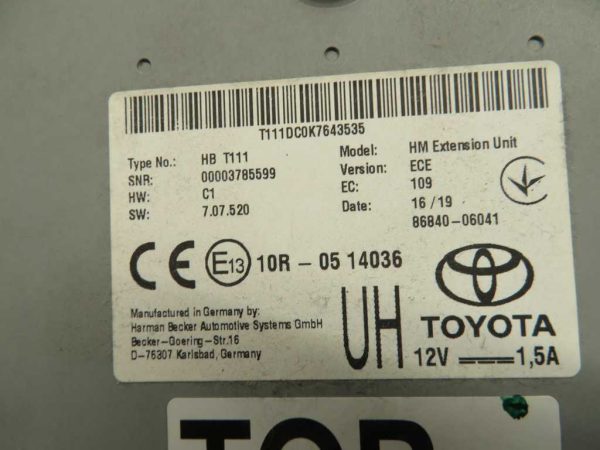 T111DC0K7643535
Type No.: HB T111
SNR: 00003785599
HW: C1
SW: 7.07.520
Model: HM Extension Unit
Version: ECE
EC: 109
Date: 16/19
86840-06041
CE E13 10R - 05 14036
Manufactured in Germany by:
Harman Becker Automotive Systems GmbH
Becker-Goering-Str.16
D-76307 Karlsbad, Germany
UH
TOYOTA
12V 1,5A